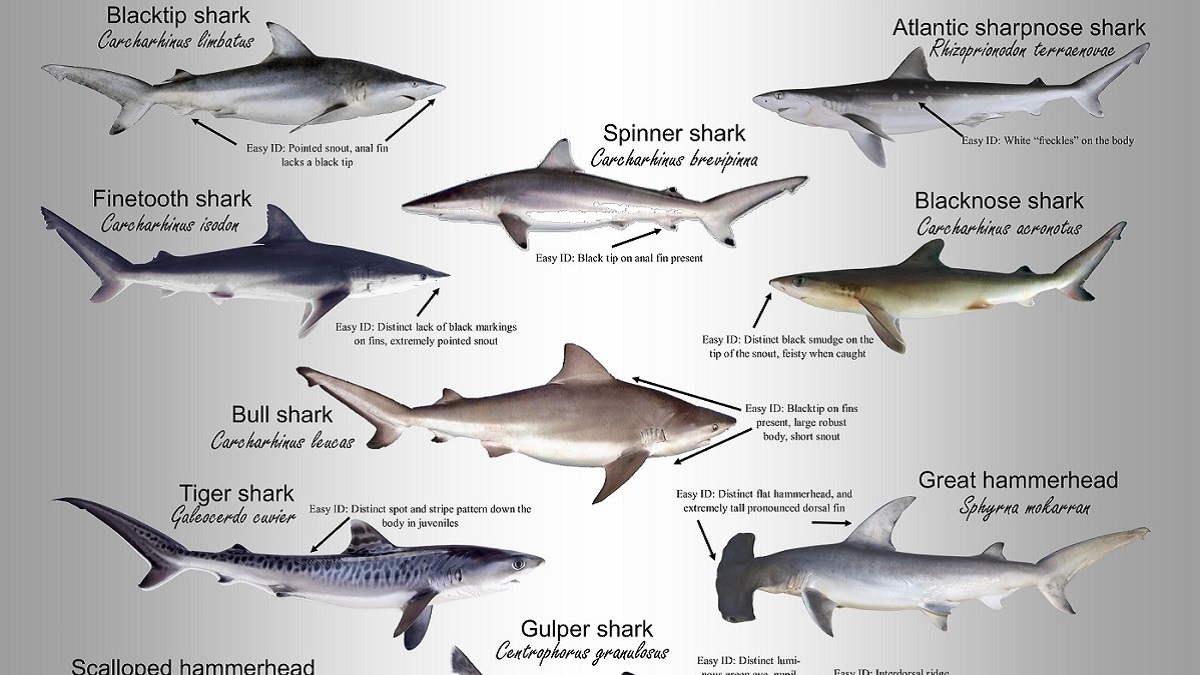 Blacktip shark
Carcharhinus limbatus
Easy ID: Pointed snout, anal fin
lacks a black tip
Atlantic sharpnose shark
Rhizoprionodon terraenovae
Easy ID: White “freckles” on the body
Spinner shark
Carcharhinus brevipinna
Easy ID: Black tip on anal fin present
Finetooth shark
Carcharhinus isodon
Easy ID: Distinct lack of black markings
on fins, extremely pointed snout
Blacknose shark
Carcharhinus acronotus
Easy ID: Distinct black smudge on the
tip of the snout, feisty when caught
Bull shark
Carcharhinus leucas
Easy ID: Blacktip on fins
present, large robust
body, short snout
Tiger shark
Galeocerdo cuvier
Easy ID: Distinct spot and stripe pattern down the
body in juveniles
Great hammerhead
Sphyrna mokarran
Easy ID: Distinct flat hammerhead, and
extremely tall pronounced dorsal fin
Gulper shark
Centrophorus granulosus
Scalloped hammerhead
Easy ID: Distinct lumi-
nous green eye, pupil
Easy ID: Interdorsal ridge